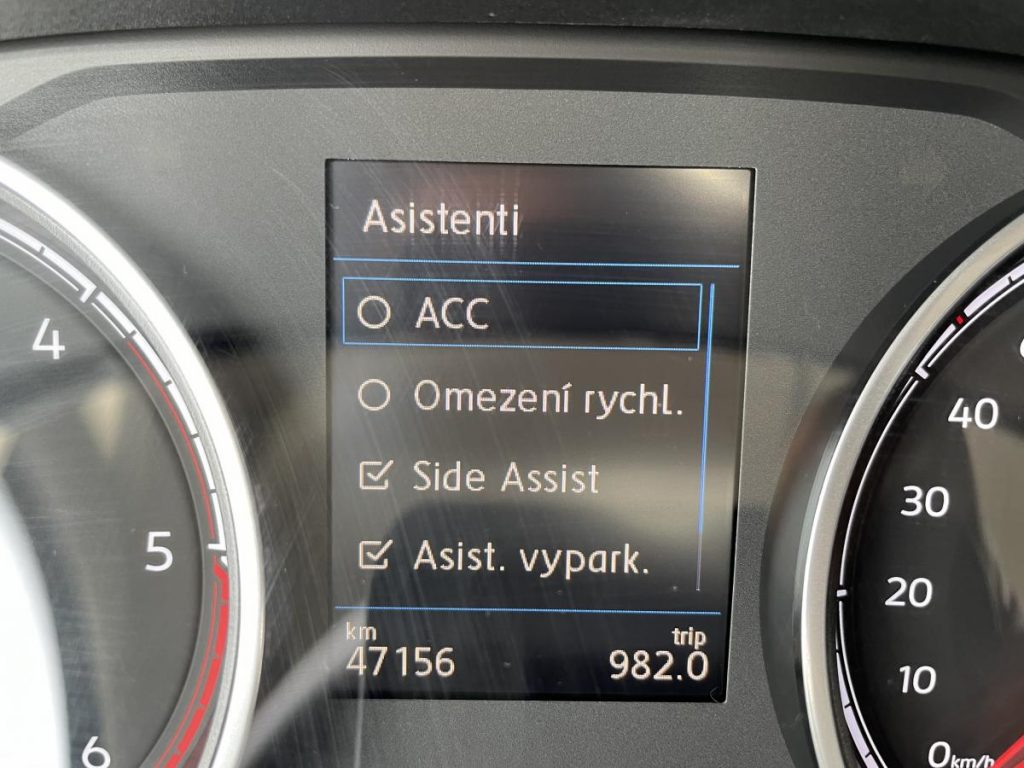 Asistenti
ACC
Omezení rychl.
Side Assist
Asist. vypark.
km
trip
47156
982.0
4
5
6
40
30
20
10
0 km/h